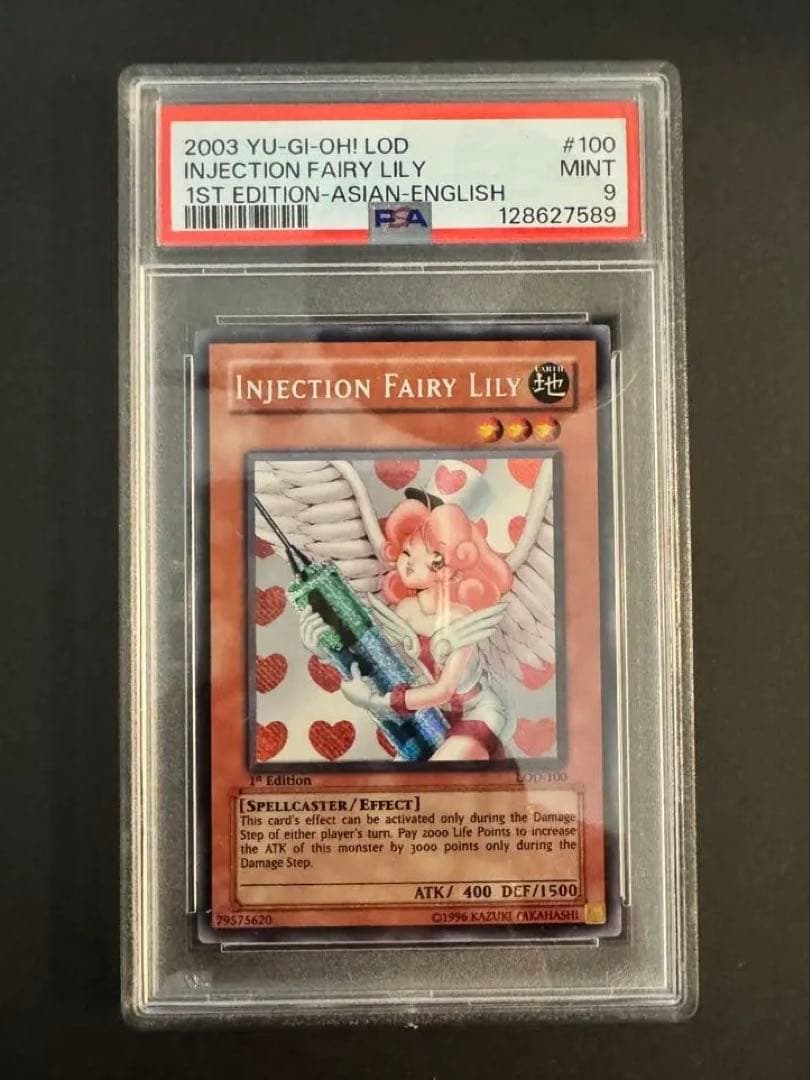 2003 YU-GI-OH! LOD #100
INJECTION FAIRY LILY MINT
1ST EDITION-ASIAN-ENGLISH 9
PSA 128627589
INJECTION FAIRY LILY
EARTH
地
1st Edition LOD-100
[SPELLCASTER/EFFECT]
This card's effect can be activated only during the Damage
Step of either player's turn. Pay 2000 Life Points to increase
the ATK of this monster by 3000 points only during the
Damage Step.
ATK/ 400 DEF/1500
79575620 ©1996 KAZUKI TAKAHASHI